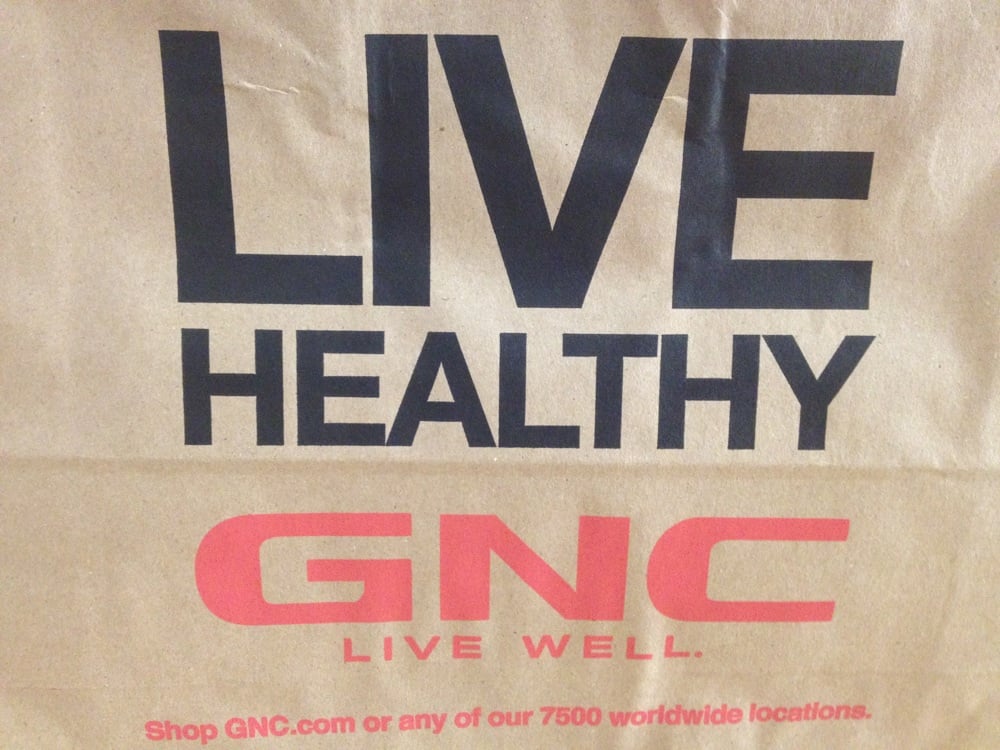 LIVE
HEALTHY
GNC
LIVE WELL.
Shop GNC.com or any of our 7500 worldwide locations.